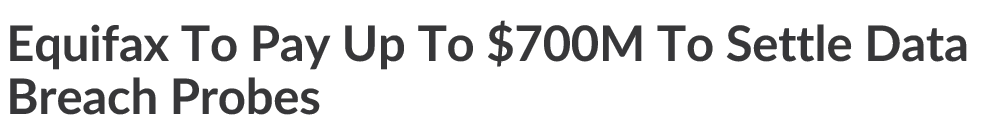 Equifax To Pay Up To $700M To Settle Data
Breach Probes